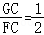 GC/FC = 1/2